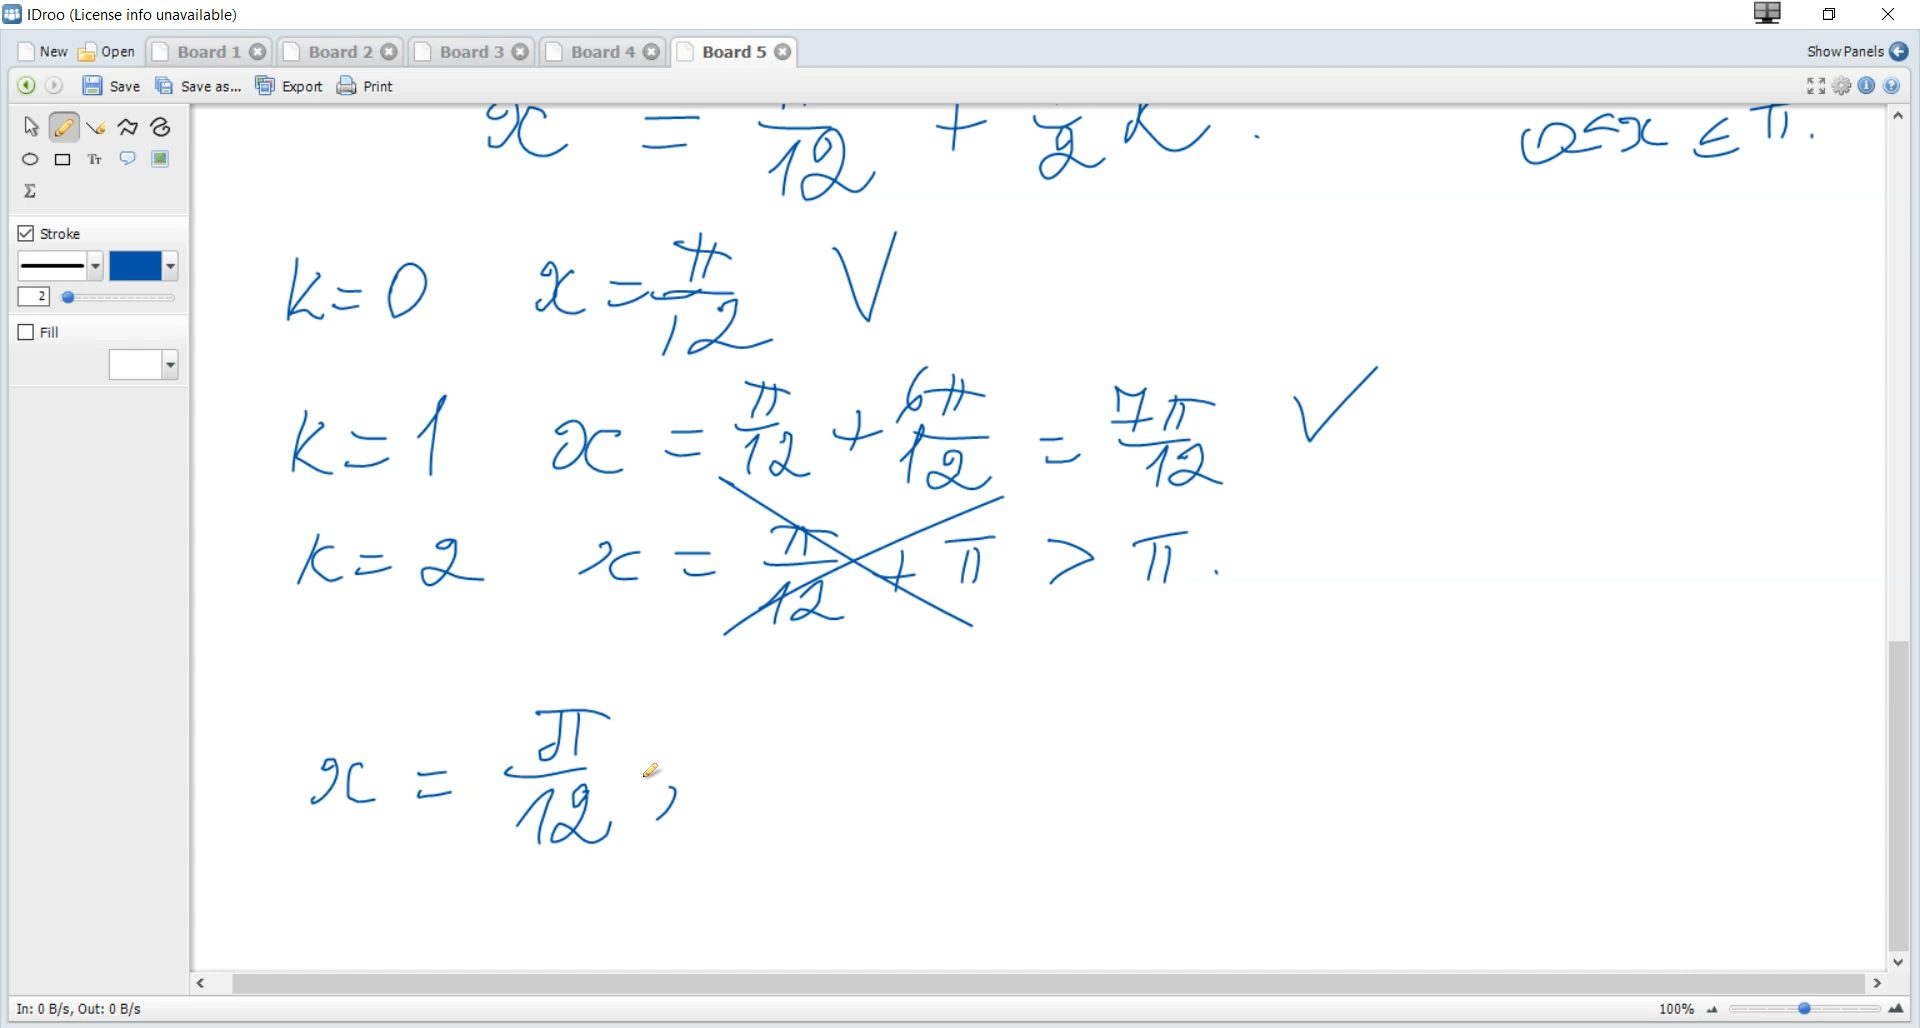 IDroo (License info unavailable)
New Open Board 1 Board 2 Board 3 Board 4 Board 5 Show Panels
Save Save as... Export Print
x = π/12 + π/2 k. 0 ≤ x ≤ π.
Tr
Σ
Stroke
2
Fill
k = 0 x = π/12 √
k = 1 x = π/12 + 6π/12 = 7π/12 ✓
k = 2 x = π/12 + π > π.
x = π/12 ,
In: 0 B/s, Out: 0 B/s 100%